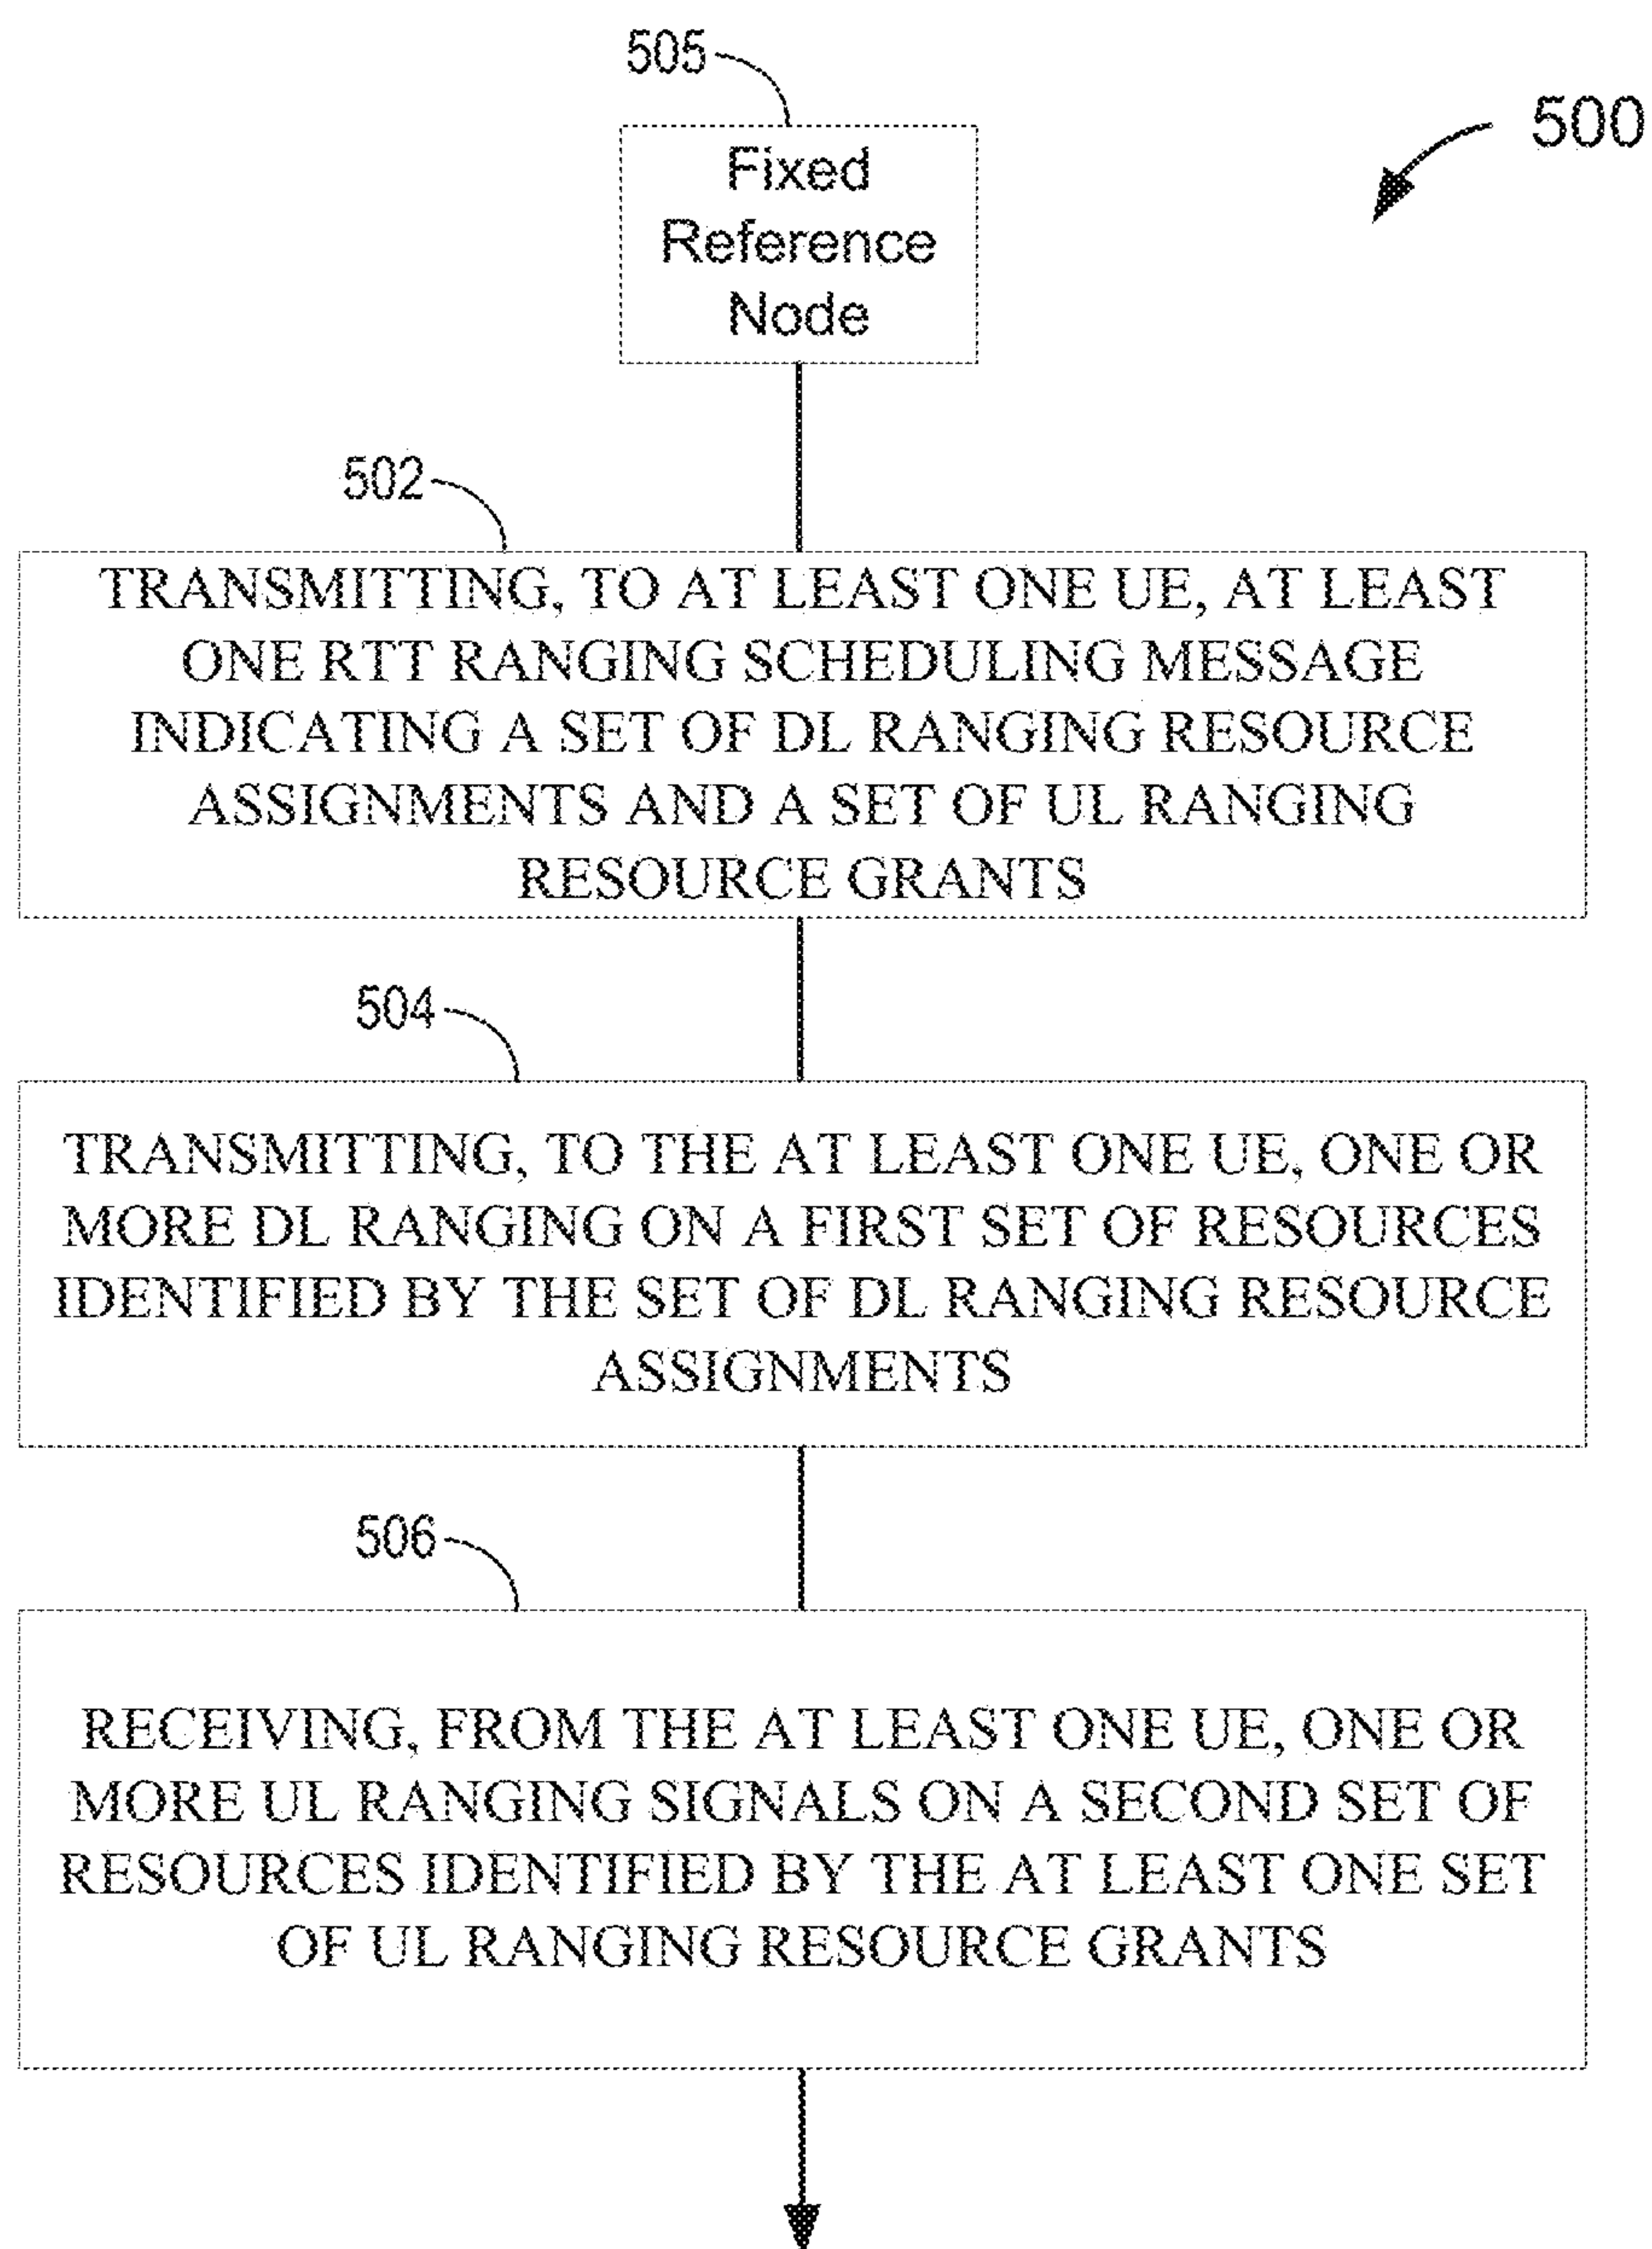 505
500
Fixed
Reference
Node
502
TRANSMITTING, TO AT LEAST ONE UE, AT LEAST
ONE RTT RANGING SCHEDULING MESSAGE
INDICATING A SET OF DL RANGING RESOURCE
ASSIGNMENTS AND A SET OF UL RANGING
RESOURCE GRANTS
504
TRANSMITTING, TO THE AT LEAST ONE UE, ONE OR
MORE DL RANGING ON A FIRST SET OF RESOURCES
IDENTIFIED BY THE SET OF DL RANGING RESOURCE
ASSIGNMENTS
506
RECEIVING, FROM THE AT LEAST ONE UE, ONE OR
MORE UL RANGING SIGNALS ON A SECOND SET OF
RESOURCES IDENTIFIED BY THE AT LEAST ONE SET
OF UL RANGING RESOURCE GRANTS